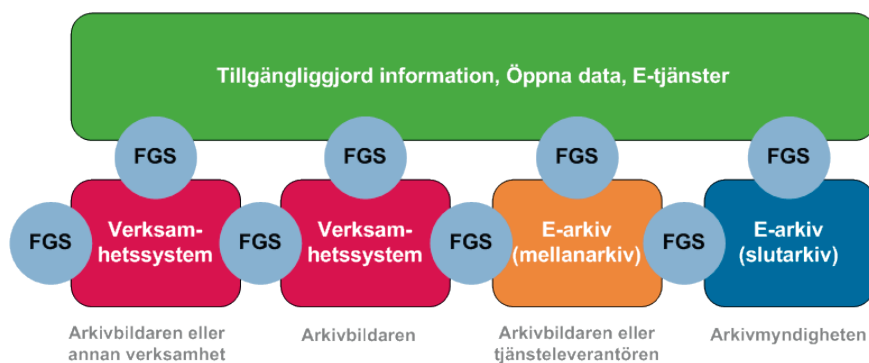 Tillgängliggjord information, Öppna data, E-tjänster
FGS
FGS
FGS
FGS
FGS
Verksam-
hetssystem
FGS
Verksam-
hetssystem
FGS
E-arkiv
(mellanarkiv)
FGS
E-arkiv
(slutarkiv)
Arkivbildaren eller
annan verksamhet
Arkivbildaren
Arkivbildaren eller
tjänsteleverantören
Arkivmyndigheten